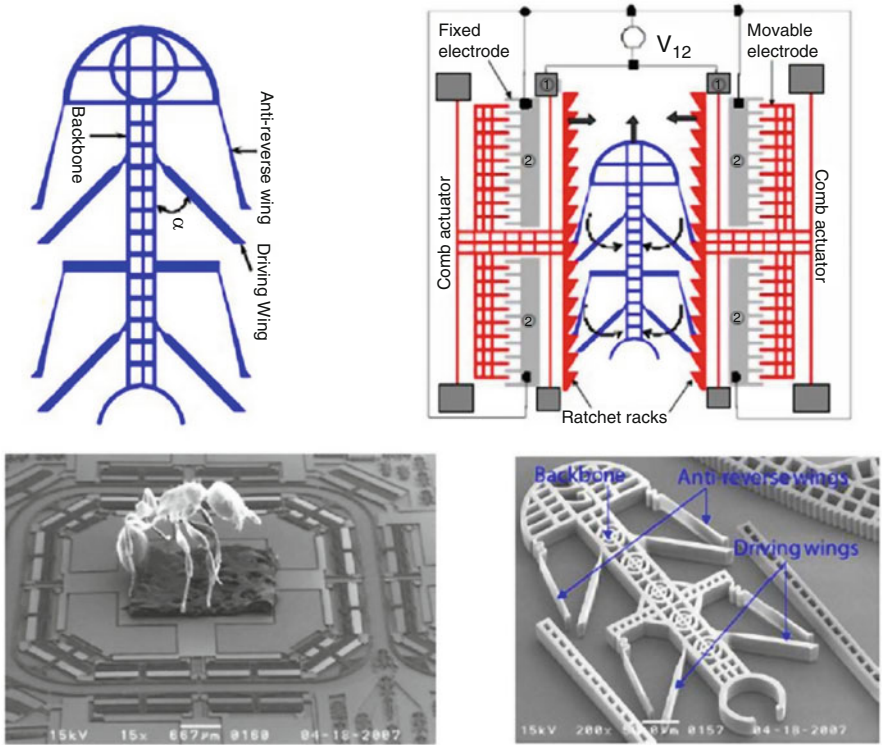 Backbone
Anti-reverse wing
α
Driving Wing
V12
Fixed
electrode
Movable
electrode
①
①
②
②
②
②
Comb actuator
Comb actuator
Ratchet racks
15kV 15x 667µm 0160 04-18-2007
Backbone
Anti-reverse wings
Driving wings
15kV 200x 0157 04-18-2007